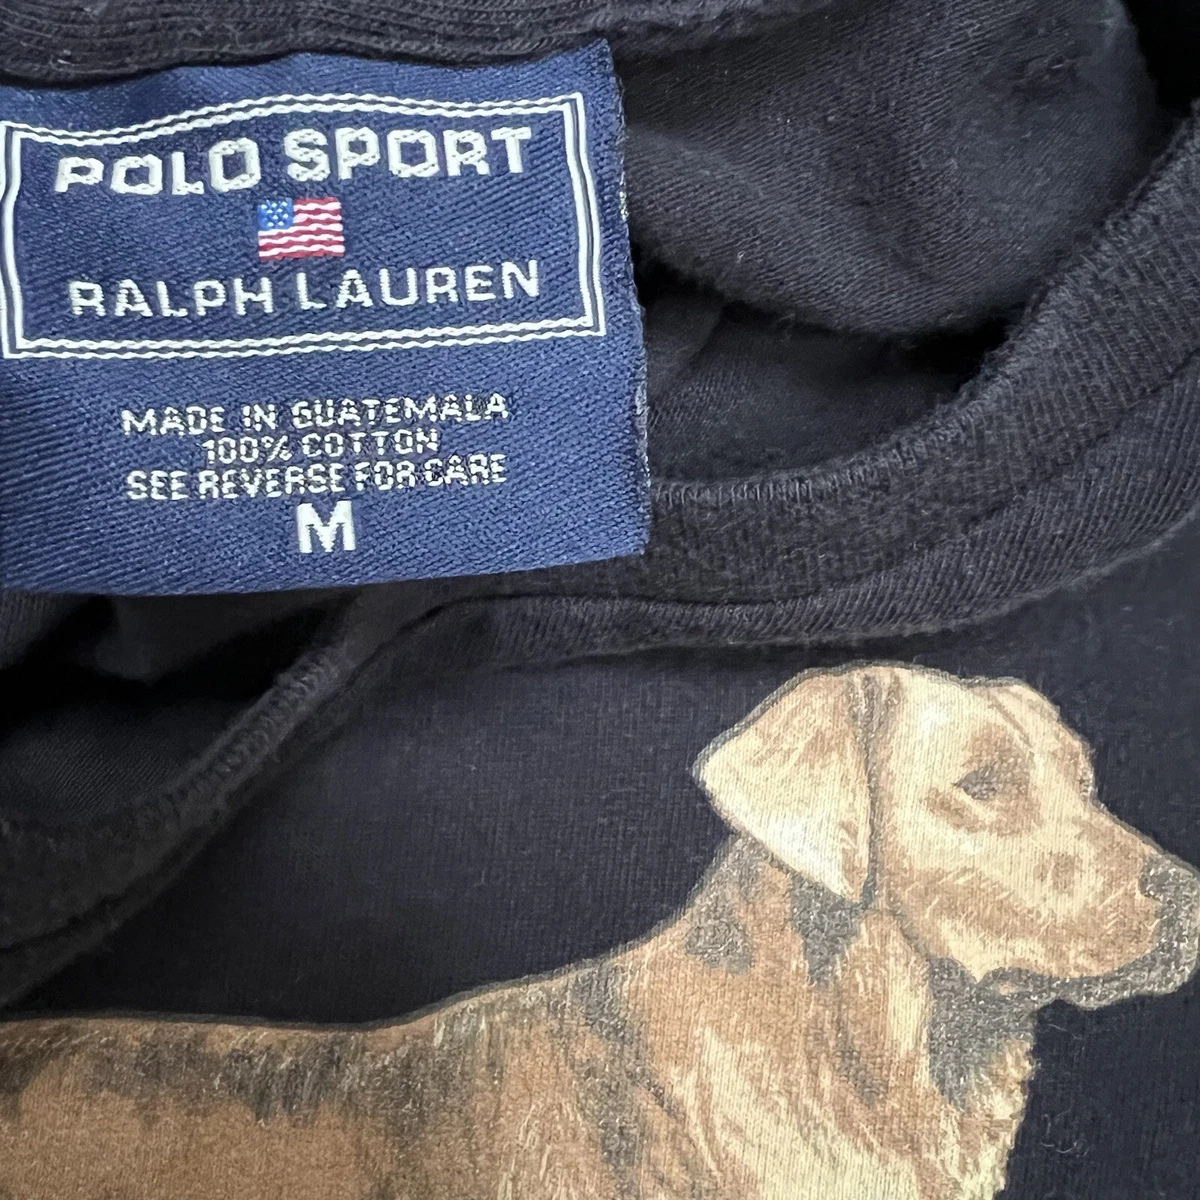 POLO SPORT
RALPH LAUREN
MADE IN GUATEMALA
100% COTTON
SEE REVERSE FOR CARE
M